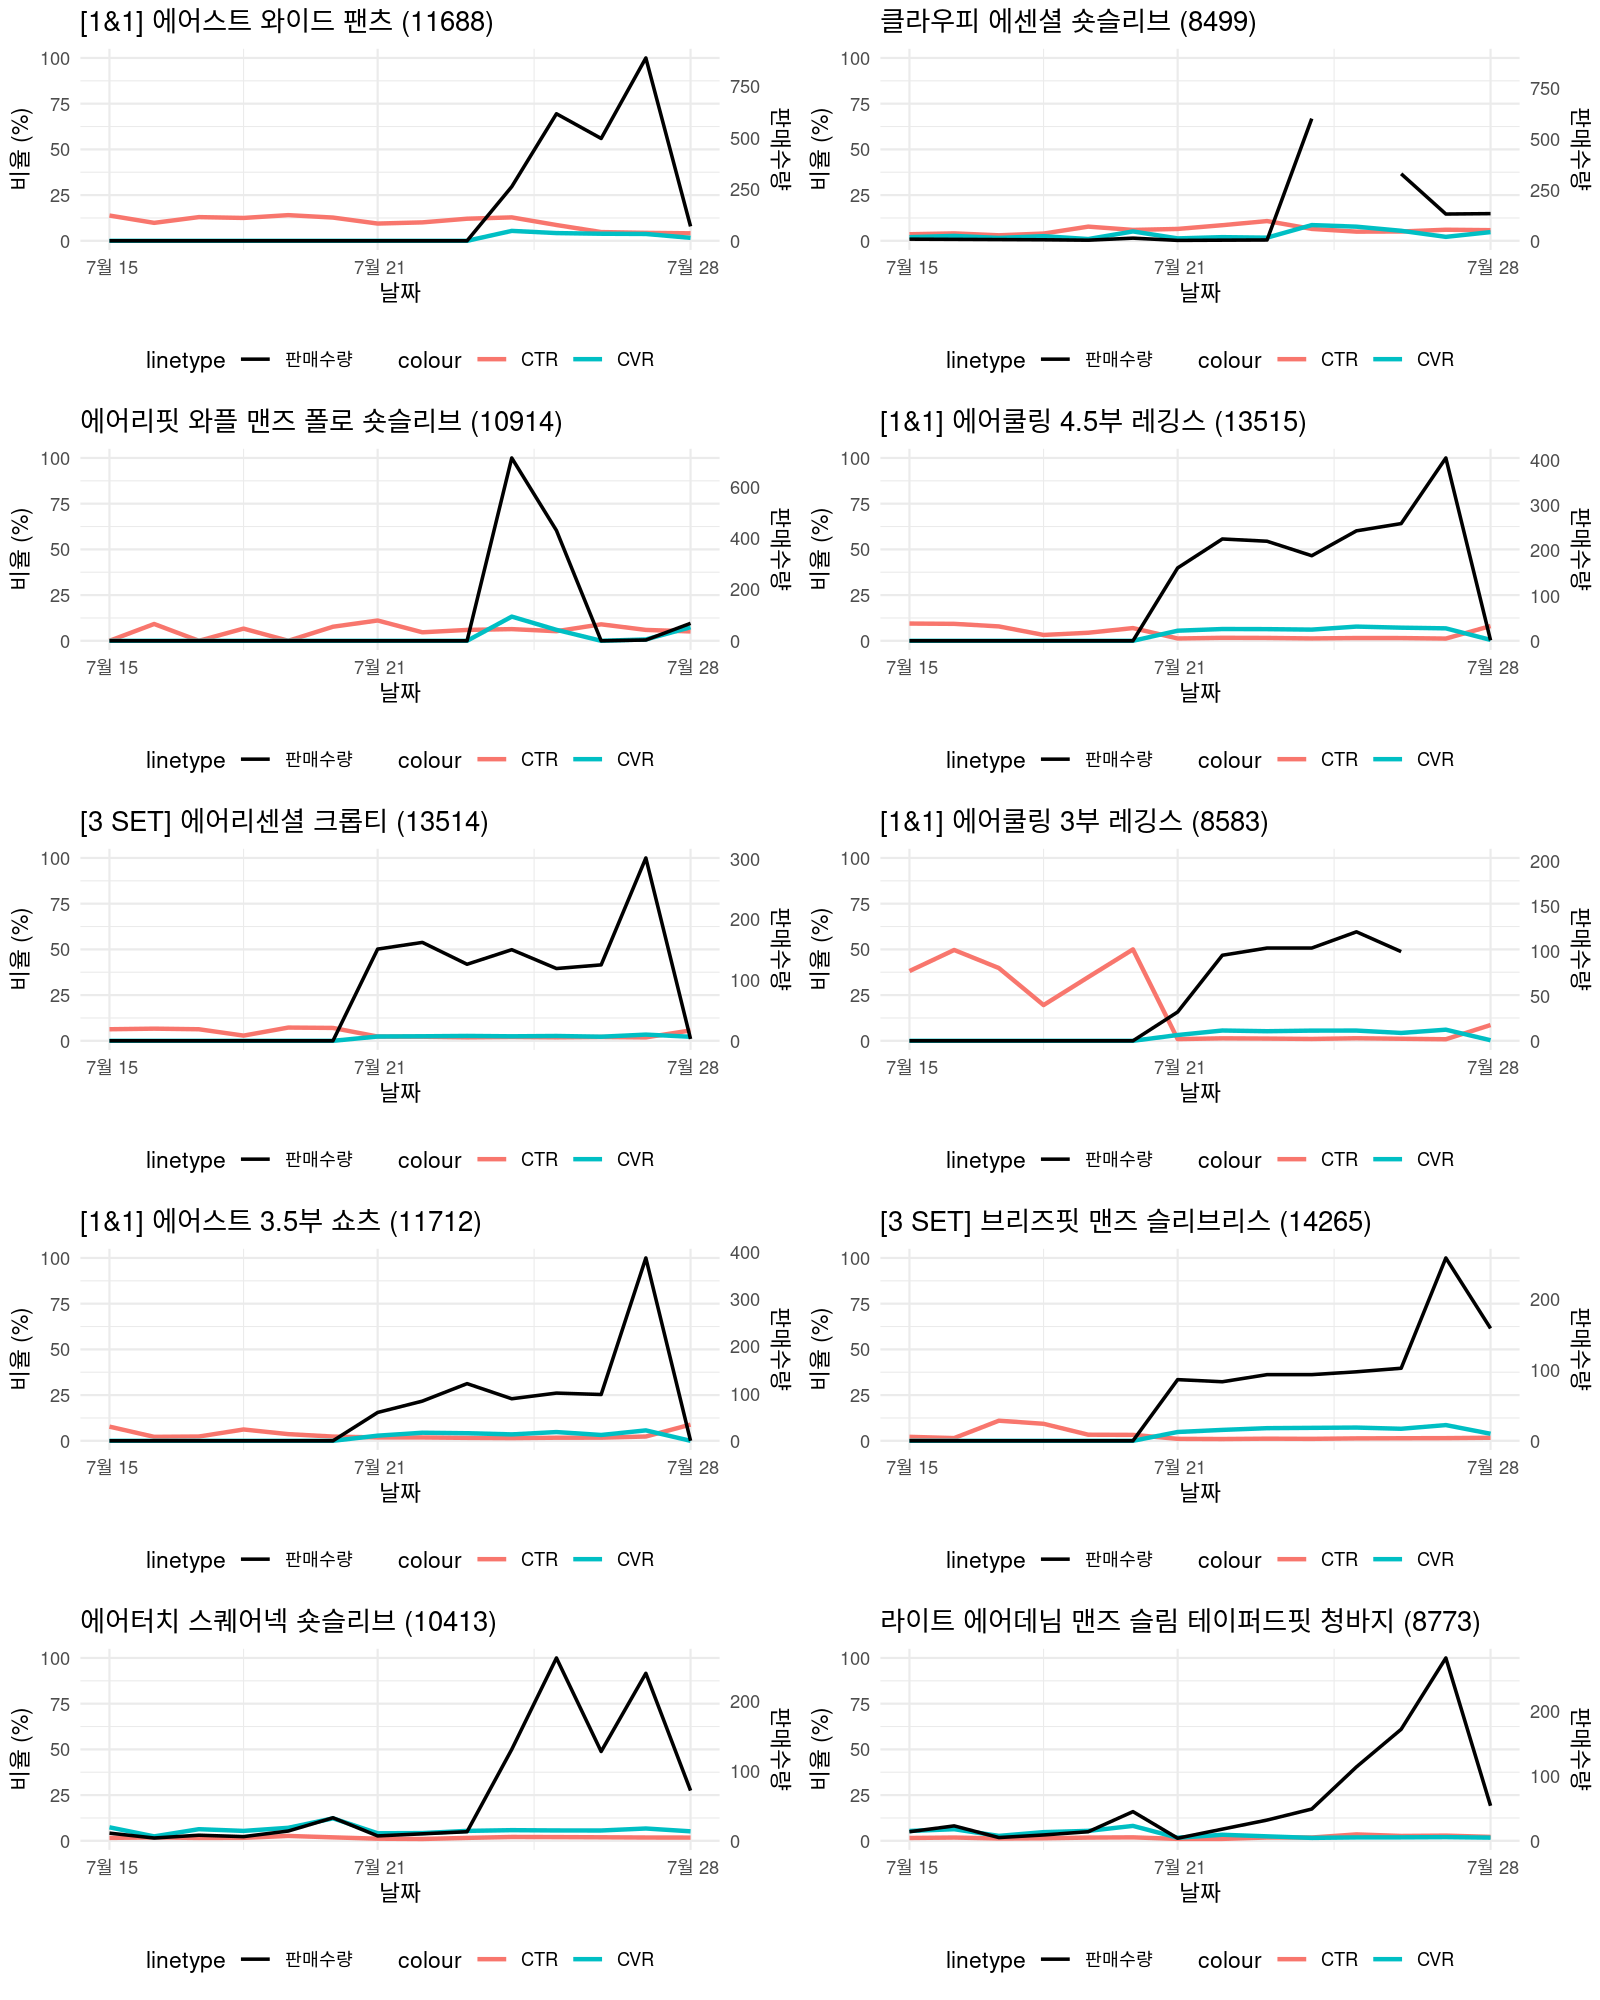 [1&1] 에어스트 와이드 팬츠 (11688)
비율 (%)
100
75
50
25
0
750
500
250
0
판매수량
7월 15
7월 21
7월 28
날짜
linetype 판매수량 colour CTR CVR
클라우피 에센셜 숏슬리브 (8499)
비율 (%)
100
75
50
25
0
750
500
250
0
판매수량
7월 15
7월 21
7월 28
날짜
linetype 판매수량 colour CTR CVR
에어리핏 와플 맨즈 폴로 숏슬리브 (10914)
비율 (%)
100
75
50
25
0
600
400
200
0
판매수량
7월 15
7월 21
7월 28
날짜
linetype 판매수량 colour CTR CVR
[1&1] 에어쿨링 4.5부 레깅스 (13515)
비율 (%)
100
75
50
25
0
400
300
200
100
0
판매수량
7월 15
7월 21
7월 28
날짜
linetype 판매수량 colour CTR CVR
[3 SET] 에어리센셜 크롭티 (13514)
비율 (%)
100
75
50
25
0
300
200
100
0
판매수량
7월 15
7월 21
7월 28
날짜
linetype 판매수량 colour CTR CVR
[1&1] 에어쿨링 3부 레깅스 (8583)
비율 (%)
100
75
50
25
0
200
150
100
50
0
판매수량
7월 15
7월 21
7월 28
날짜
linetype 판매수량 colour CTR CVR
[1&1] 에어스트 3.5부 쇼츠 (11712)
비율 (%)
100
75
50
25
0
400
300
200
100
0
판매수량
7월 15
7월 21
7월 28
날짜
linetype 판매수량 colour CTR CVR
[3 SET] 브리즈핏 맨즈 슬리브리스 (14265)
비율 (%)
100
75
50
25
0
200
100
0
판매수량
7월 15
7월 21
7월 28
날짜
linetype 판매수량 colour CTR CVR
에어터치 스퀘어넥 숏슬리브 (10413)
비율 (%)
100
75
50
25
0
200
100
0
판매수량
7월 15
7월 21
7월 28
날짜
linetype 판매수량 colour CTR CVR
라이트 에어데님 맨즈 슬림 테이퍼드핏 청바지 (8773)
비율 (%)
100
75
50
25
0
200
100
0
판매수량
7월 15
7월 21
7월 28
날짜
linetype 판매수량 colour CTR CVR